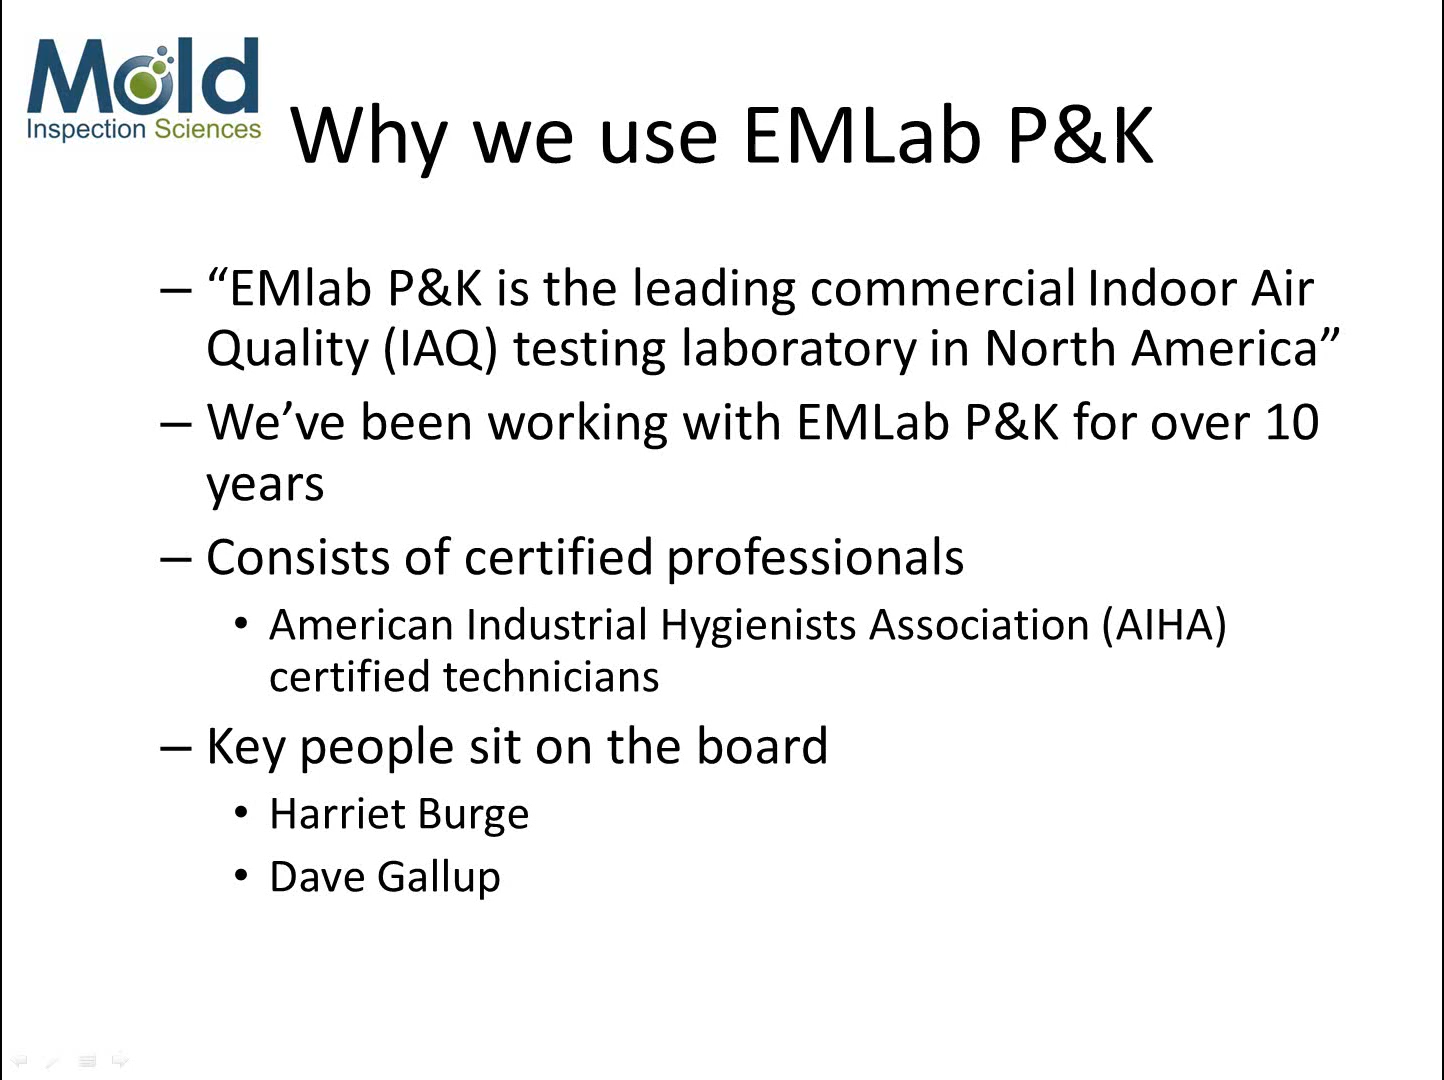 Mold
Inspection Sciences
Why we use EMLab P&K
– “EMlab P&K is the leading commercial Indoor Air
Quality (IAQ) testing laboratory in North America”
– We’ve been working with EMLab P&K for over 10
years
– Consists of certified professionals
• American Industrial Hygienists Association (AIHA)
certified technicians
– Key people sit on the board
• Harriet Burge
• Dave Gallup